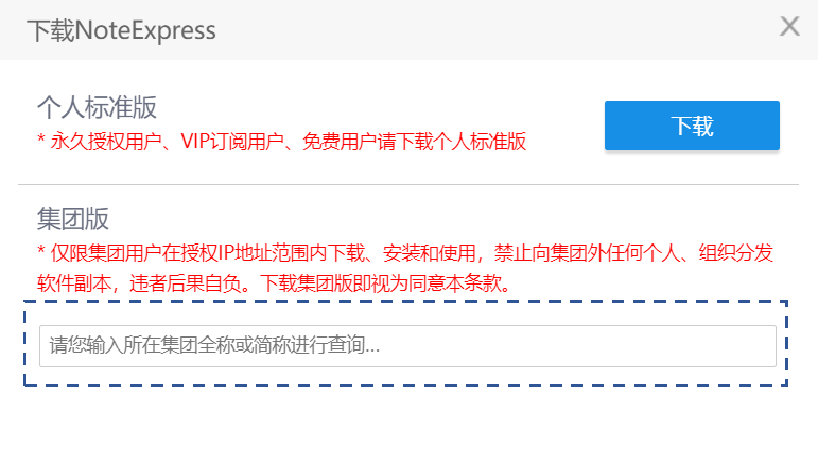 下载NoteExpress
个人标准版
* 永久授权用户、VIP订阅用户、免费用户请下载个人标准版
下载
集团版
* 仅限集团用户在授权IP地址范围内下载、安装和使用，禁止向集团外任何个人、组织分发
软件副本，违者后果自负。下载集团版即视为同意本条款。
请您输入所在集团全称或简称进行查询...